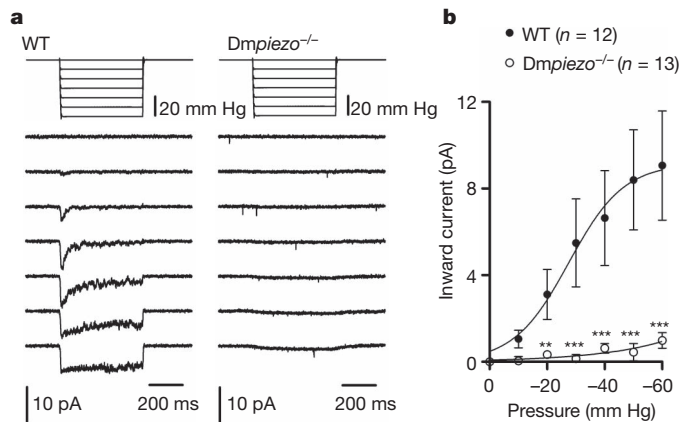 a
WT
Dmpiezo–/–
20 mm Hg
20 mm Hg
10 pA
200 ms
10 pA
200 ms
b
WT (n = 12)
Dmpiezo–/– (n = 13)
12
8
4
0
Inward current (pA)
** *** *** *** ***
0 –20 –40 –60
Pressure (mm Hg)